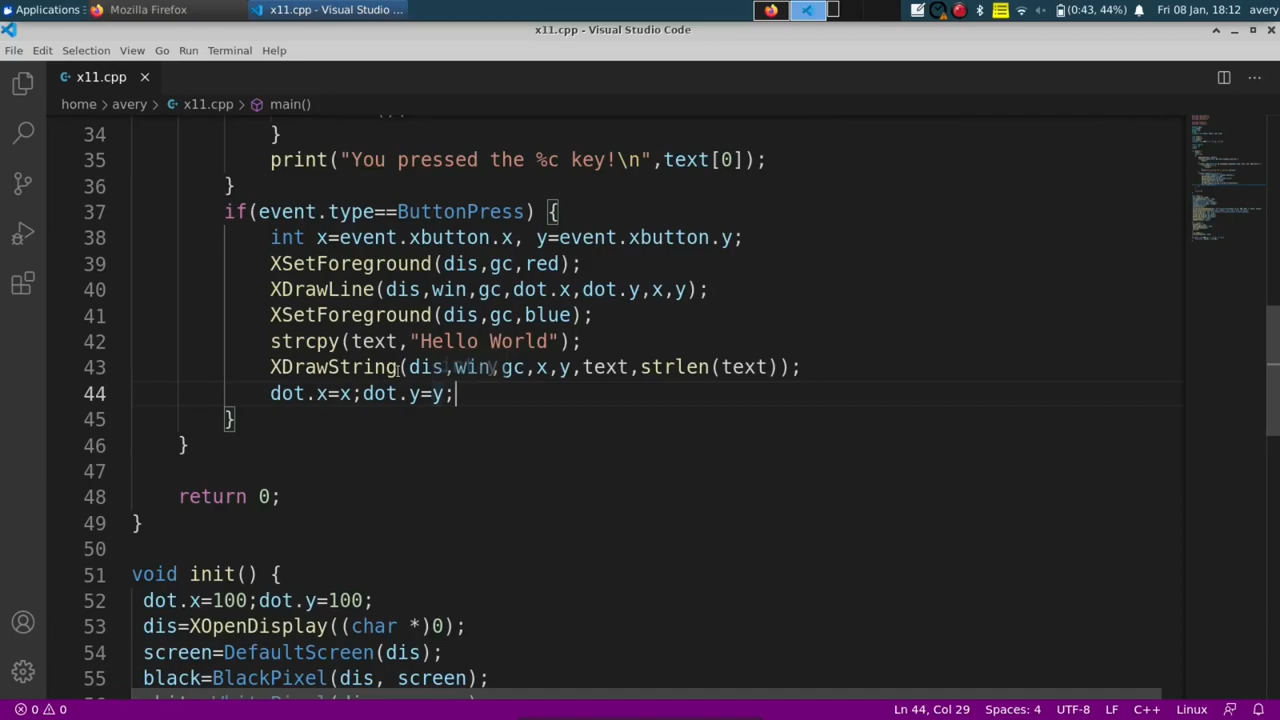 Applications Mozilla Firefox x11.cpp - Visual Studio ... (0:43, 44%) Fri 08 Jan, 18:12 avery
x11.cpp - Visual Studio Code
File Edit Selection View Go Run Terminal Help
x11.cpp
home avery x11.cpp main()
34 }
35 print("You pressed the %c key!\n",text[0]);
36 }
37 if(event.type==ButtonPress) {
38 int x=event.xbutton.x, y=event.xbutton.y;
39 XSetForeground(dis,gc,red);
40 XDrawLine(dis,win,gc,dot.x,dot.y,x,y);
41 XSetForeground(dis,gc,blue);
42 strcpy(text,"Hello World");
43 XDrawString(dis,win,gc,x,y,text,strlen(text));
44 dot.x=x;dot.y=y;
45 }
46 }
47
48 return 0;
49 }
50
51 void init() {
52 dot.x=100;dot.y=100;
53 dis=XOpenDisplay((char *)0);
54 screen=DefaultScreen(dis);
55 black=BlackPixel(dis, screen);
0 0 Ln 44, Col 29 Spaces: 4 UTF-8 LF C++ Linux